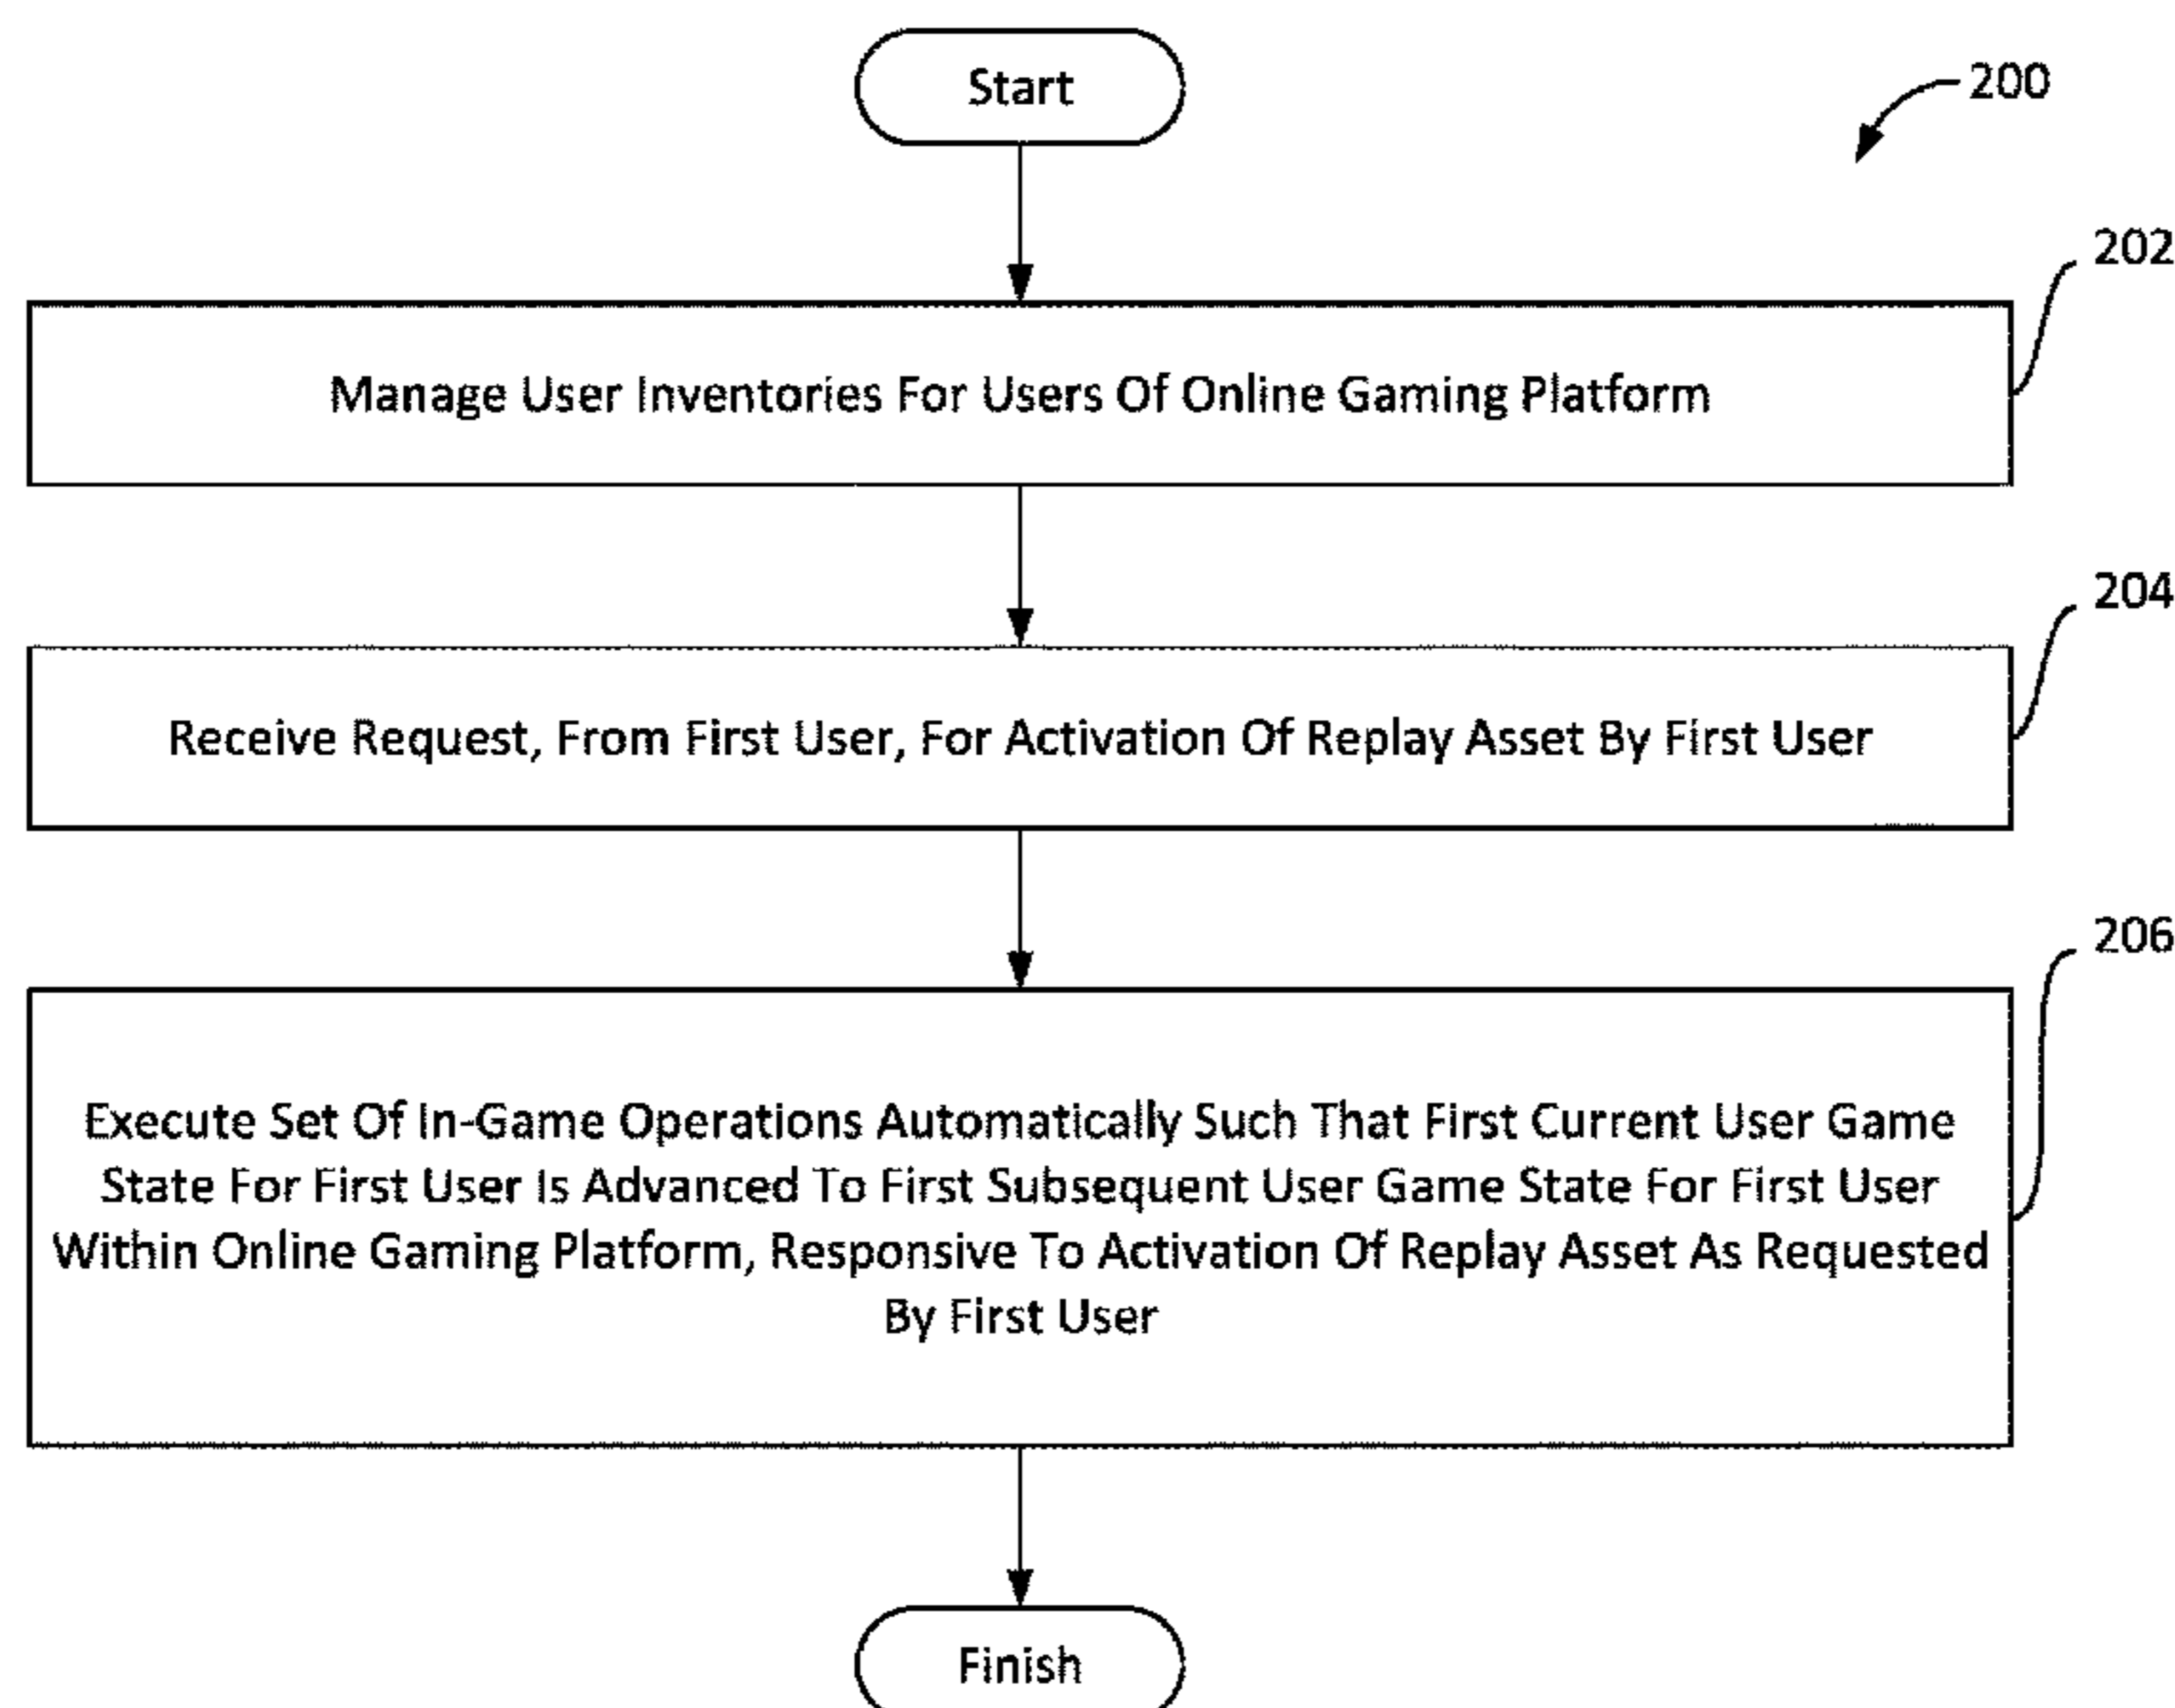 Start
200
202
Manage User Inventories For Users Of Online Gaming Platform
204
Receive Request, From First User, For Activation Of Replay Asset By First User
206
Execute Set Of In-Game Operations Automatically Such That First Current User Game
State For First User Is Advanced To First Subsequent User Game State For First User
Within Online Gaming Platform, Responsive To Activation Of Replay Asset As Requested
By First User
Finish